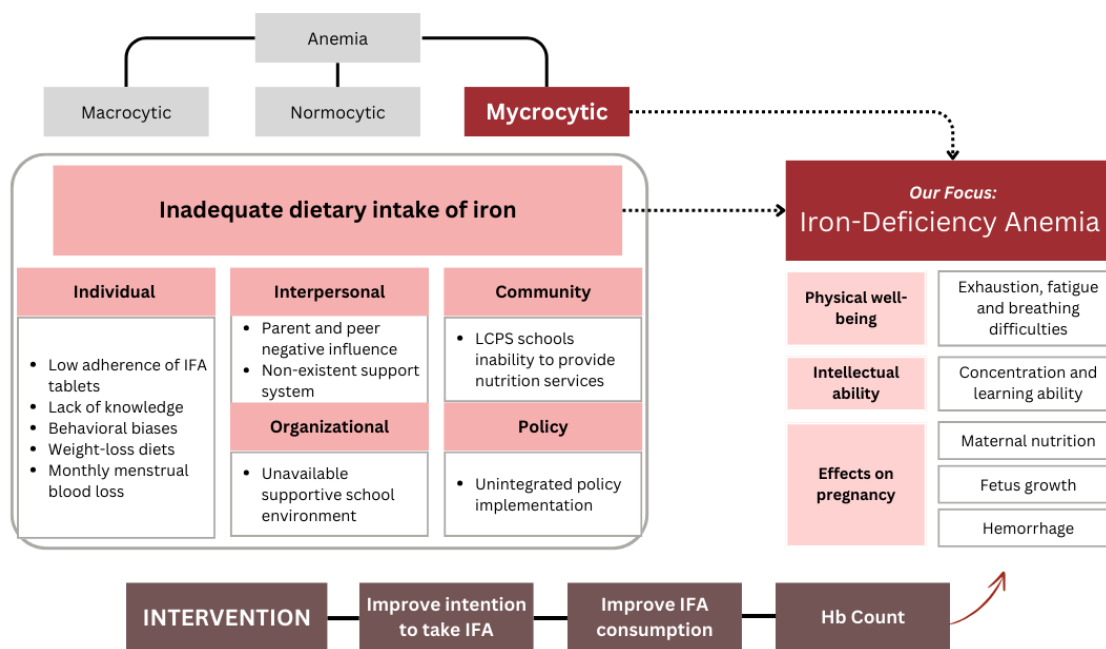 Anemia
Macrocytic
Normocytic
Mycrocytic
Inadequate dietary intake of iron
Individual
• Low adherence of IFA
tablets
• Lack of knowledge
• Behavioral biases
• Weight-loss diets
• Monthly menstrual
blood loss
Interpersonal
• Parent and peer
negative influence
• Non-existent support
system
Community
• LCPS schools
inability to provide
nutrition services
Organizational
• Unavailable
supportive school
environment
Policy
• Unintegrated policy
implementation
Our Focus:
Iron-Deficiency Anemia
Physical well-
being
Exhaustion, fatigue
and breathing
difficulties
Intellectual
ability
Concentration and
learning ability
Effects on
pregnancy
Maternal nutrition
Fetus growth
Hemorrhage
INTERVENTION
Improve intention
to take IFA
Improve IFA
consumption
Hb Count